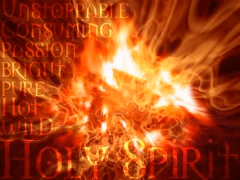 Unstoppable
Consuming
Passion
Bright
Pure
Hot
Wild
Holy Spirit